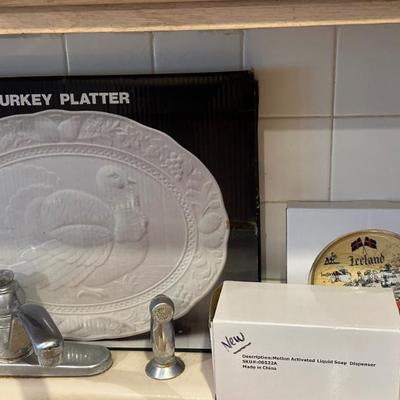 URKEY PLATTER
Iceland
New
Description:Motion Activated Liquid Soap Dispenser
SKU#:06522A
Made in China